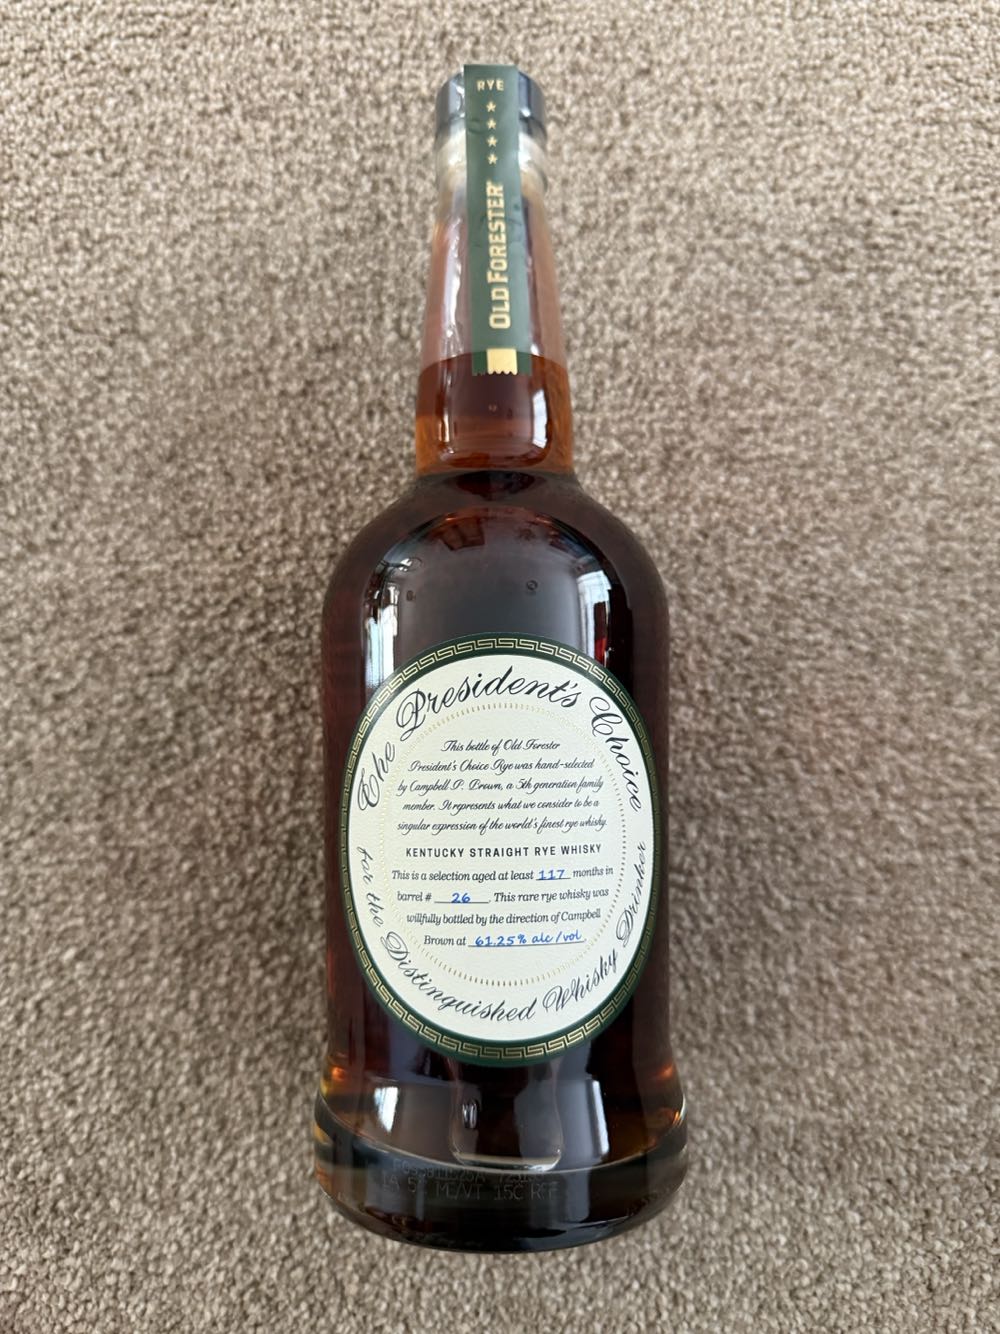 RYE
OLD FORESTER
The President's Choice
This bottle of Old Forester
President's Choice Rye was hand-selected
by Campbell P. Brown, a 5th generation family
member. It represents what we consider to be a
singular expression of the world's finest rye whisky.
KENTUCKY STRAIGHT RYE WHISKY
This is a selection aged at least 117 months in
barrel # 26. This rare rye whisky was
willfully bottled by the direction of Campbell
Brown at 61.25% alc/vol
for the Distinguished Whisky Drinker
ME/VT 15¢